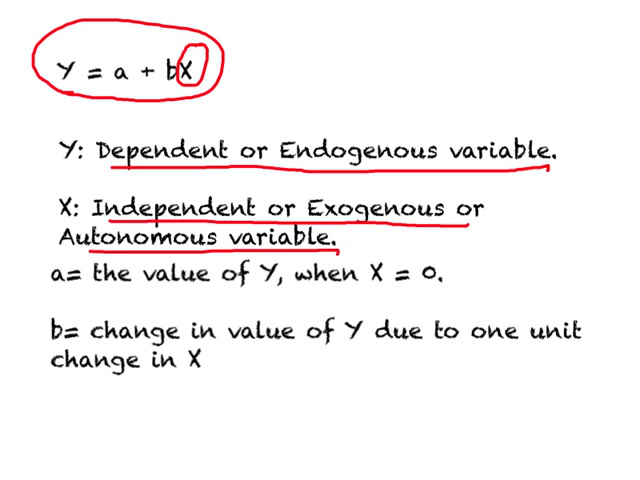 Y = a + bX
Y: Dependent or Endogenous variable.
X: Independent or Exogenous or
Autonomous variable.
a= the value of Y, when X = 0.
b= change in value of Y due to one unit
change in X